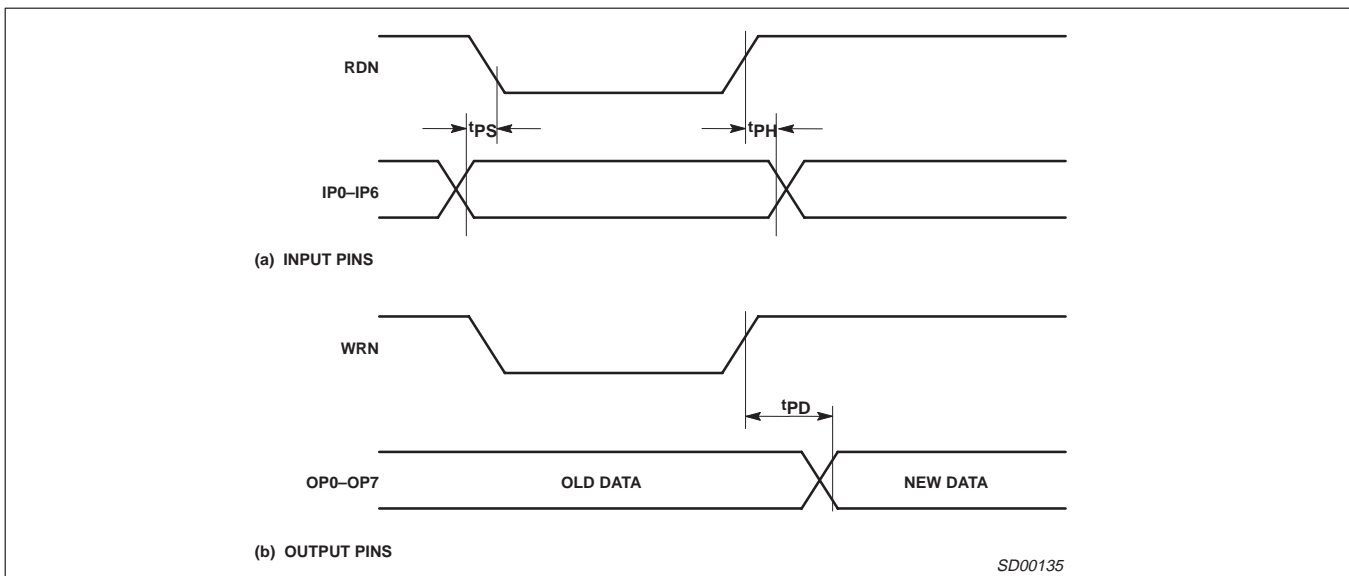 RDN
tPS
tPH
IP0–IP6
(a) INPUT PINS
WRN
tPD
OP0–OP7
OLD DATA
NEW DATA
(b) OUTPUT PINS
SD00135